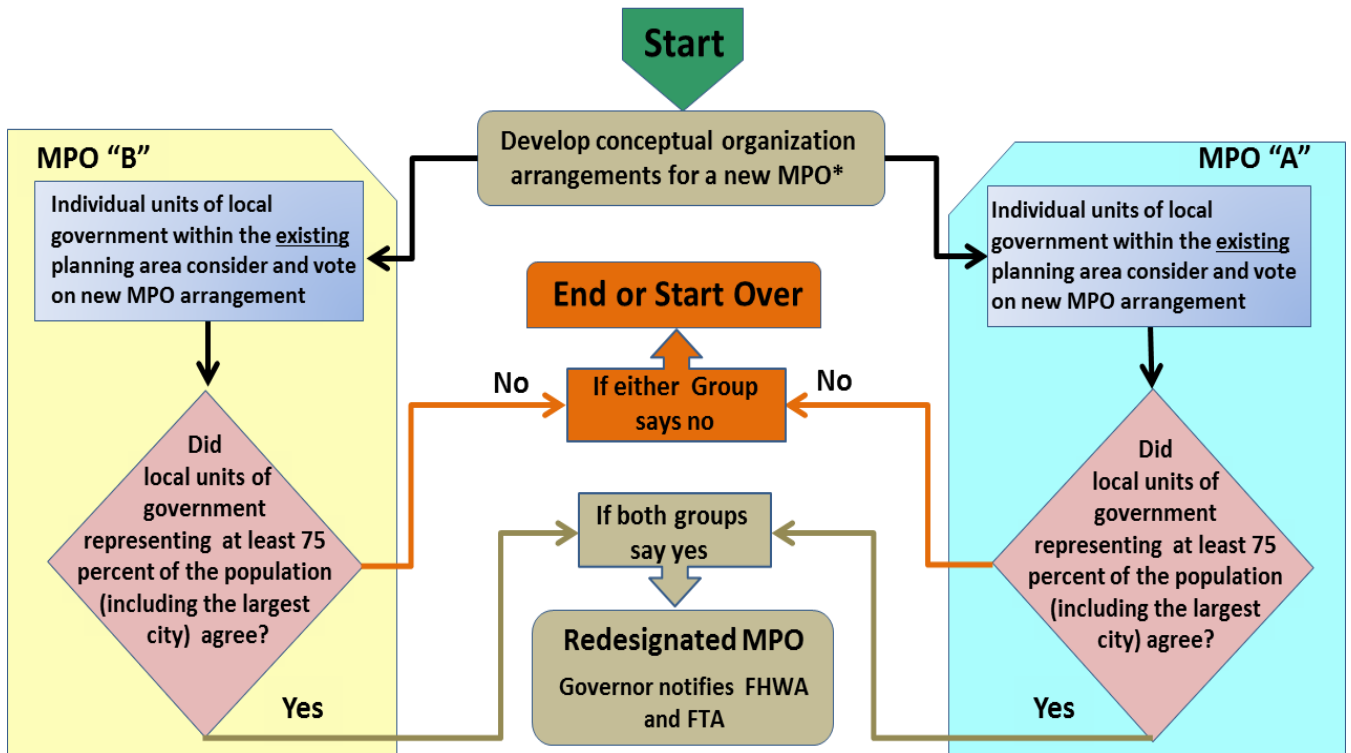 Start
Develop conceptual organization
arrangements for a new MPO*
MPO “B”
Individual units of local
government within the existing
planning area consider and vote
on new MPO arrangement
MPO “A”
Individual units of local
government within the existing
planning area consider and vote
on new MPO arrangement
End or Start Over
No
If either Group
says no
No
Did
local units of
government
representing at least 75
percent of the population
(including the largest
city) agree?
Did
local units of
government
representing at least 75
percent of the population
(including the largest
city) agree?
If both groups
say yes
Redesignated MPO
Governor notifies FHWA
and FTA
Yes
Yes